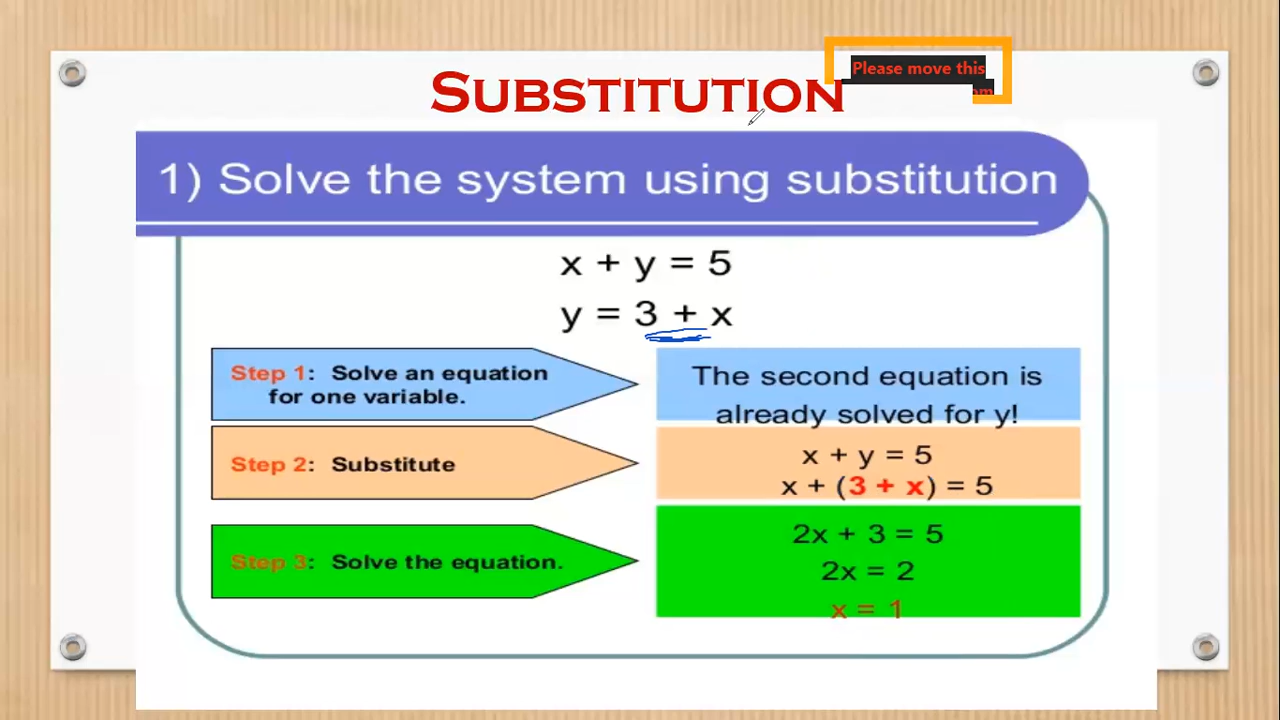 SUBSTITUTION
Please move this
om
1) Solve the system using substitution
x + y = 5
y = 3 + x
Step 1: Solve an equation
for one variable.
The second equation is
already solved for y!
Step 2: Substitute
x + y = 5
x + (3 + x) = 5
Step 3: Solve the equation.
2x + 3 = 5
2x = 2
x = 1